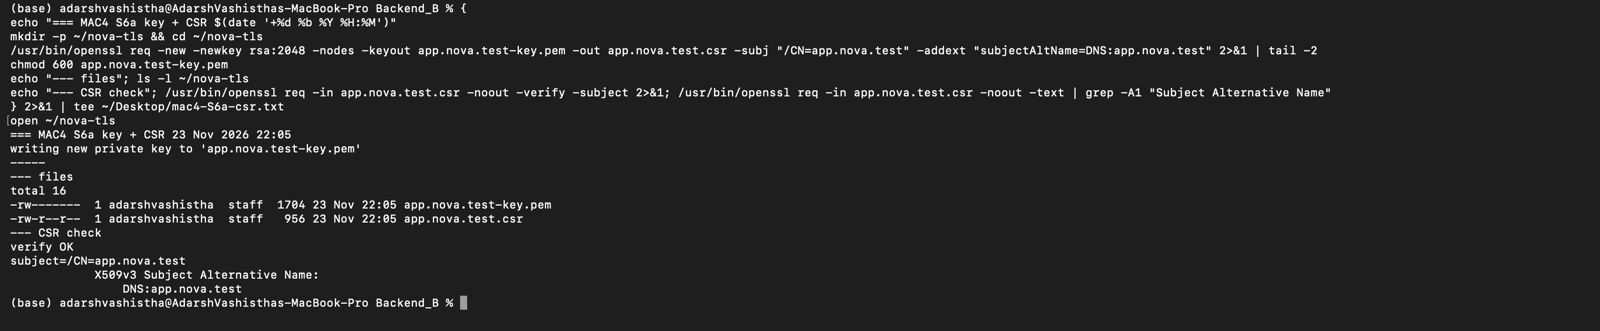 (base) adarshvashistha@AdarshVashisthas-MacBook-Pro Backend_B % {
echo "=== MAC4 S6a key + CSR $(date '+%d %b %Y %H:%M')"
mkdir -p ~/nova-tls && cd ~/nova-tls
/usr/bin/openssl req -new -newkey rsa:2048 -nodes -keyout app.nova.test-key.pem -out app.nova.test.csr -subj "/CN=app.nova.test" -addext "subjectAltName=DNS:app.nova.test" 2>&1 | tail -2
chmod 600 app.nova.test-key.pem
echo "--- files"; ls -l ~/nova-tls
echo "--- CSR check"; /usr/bin/openssl req -in app.nova.test.csr -noout -verify -subject 2>&1; /usr/bin/openssl req -in app.nova.test.csr -noout -text | grep -A1 "Subject Alternative Name"
} 2>&1 | tee ~/Desktop/mac4-S6a-csr.txt
open ~/nova-tls
=== MAC4 S6a key + CSR 23 Nov 2026 22:05
writing new private key to 'app.nova.test-key.pem'
-----
--- files
total 16
-rw-------  1 adarshvashistha  staff  1704 23 Nov 22:05 app.nova.test-key.pem
-rw-r--r--  1 adarshvashistha  staff   956 23 Nov 22:05 app.nova.test.csr
--- CSR check
verify OK
subject=/CN=app.nova.test
            X509v3 Subject Alternative Name:
                DNS:app.nova.test
(base) adarshvashistha@AdarshVashisthas-MacBook-Pro Backend_B %